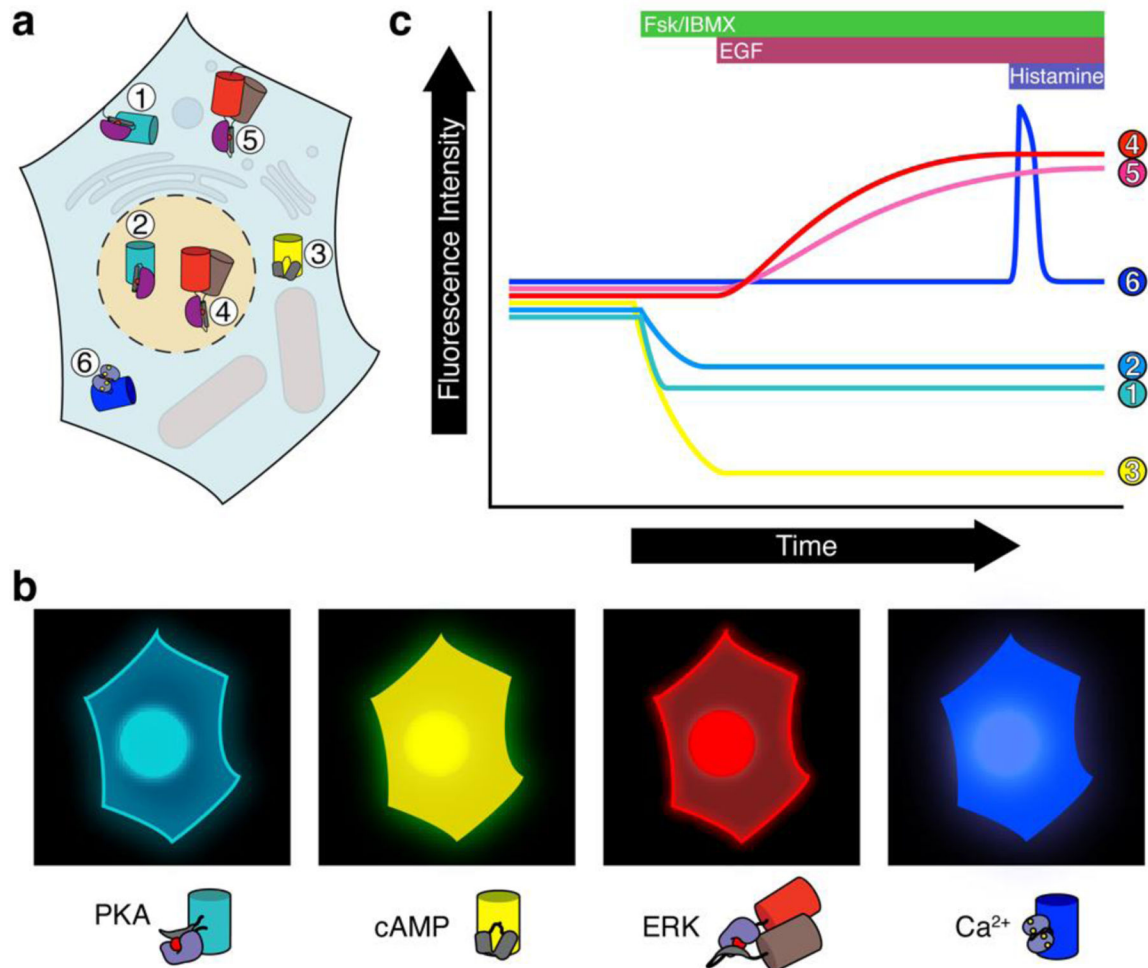 a
1
5
2
3
4
6
c
Fsk/IBMX
EGF
Histamine
Fluorescence Intensity
4
5
6
2
1
3
Time
b
PKA
cAMP
ERK
Ca²⁺